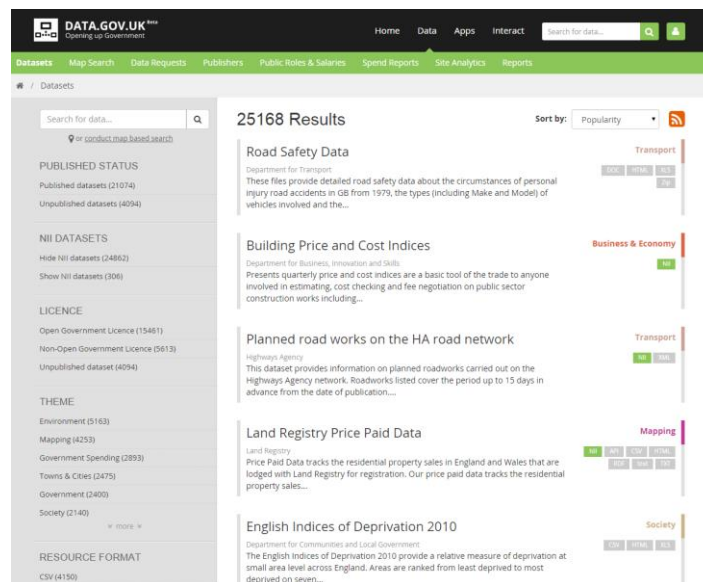 DATA.GOV.UK Beta
Opening up Government
Home Data Apps Interact
Search for data...
Datasets Map Search Data Requests Publishers Public Roles & Salaries Spend Reports Site Analytics Reports
/ Datasets
Search for data...
or conduct map based search
PUBLISHED STATUS
Published datasets (21074)
Unpublished datasets (4094)
NII DATASETS
Hide NII datasets (24862)
Show NII datasets (306)
LICENCE
Open Government Licence (15461)
Non-Open Government Licence (5613)
Unpublished dataset (4094)
THEME
Environment (5163)
Mapping (4253)
Government Spending (2893)
Towns & Cities (2475)
Government (2400)
Society (2140)
more
RESOURCE FORMAT
CSV (4150)
25168 Results
Sort by: Popularity
Road Safety Data
Transport
Department for Transport
DOC HTML XLS
Zip
These files provide detailed road safety data about the circumstances of personal
injury road accidents in GB from 1979, the types (including Make and Model) of
vehicles involved and the...
Building Price and Cost Indices
Business & Economy
Department for Business, Innovation and Skills
NII
Presents quarterly price and cost indices are a basic tool of the trade to anyone
involved in estimating, cost checking and fee negotiation on public sector
construction works including...
Planned road works on the HA road network
Transport
Highways Agency
NII XML
This dataset provides information on planned roadworks carried out on the
Highways Agency network. Roadworks listed cover the period up to 15 days in
advance from the date of publication....
Land Registry Price Paid Data
Mapping
Land Registry
NII API CSV HTML
RDF TXT
Price Paid Data tracks the residential property sales in England and Wales that are
lodged with Land Registry for registration. Our price paid data tracks the residential
property sales...
English Indices of Deprivation 2010
Society
Department for Communities and Local Government
CSV HTML XLS
The English Indices of Deprivation 2010 provide a relative measure of deprivation at
small area level across England. Areas are ranked from least deprived to most
deprived on seven...